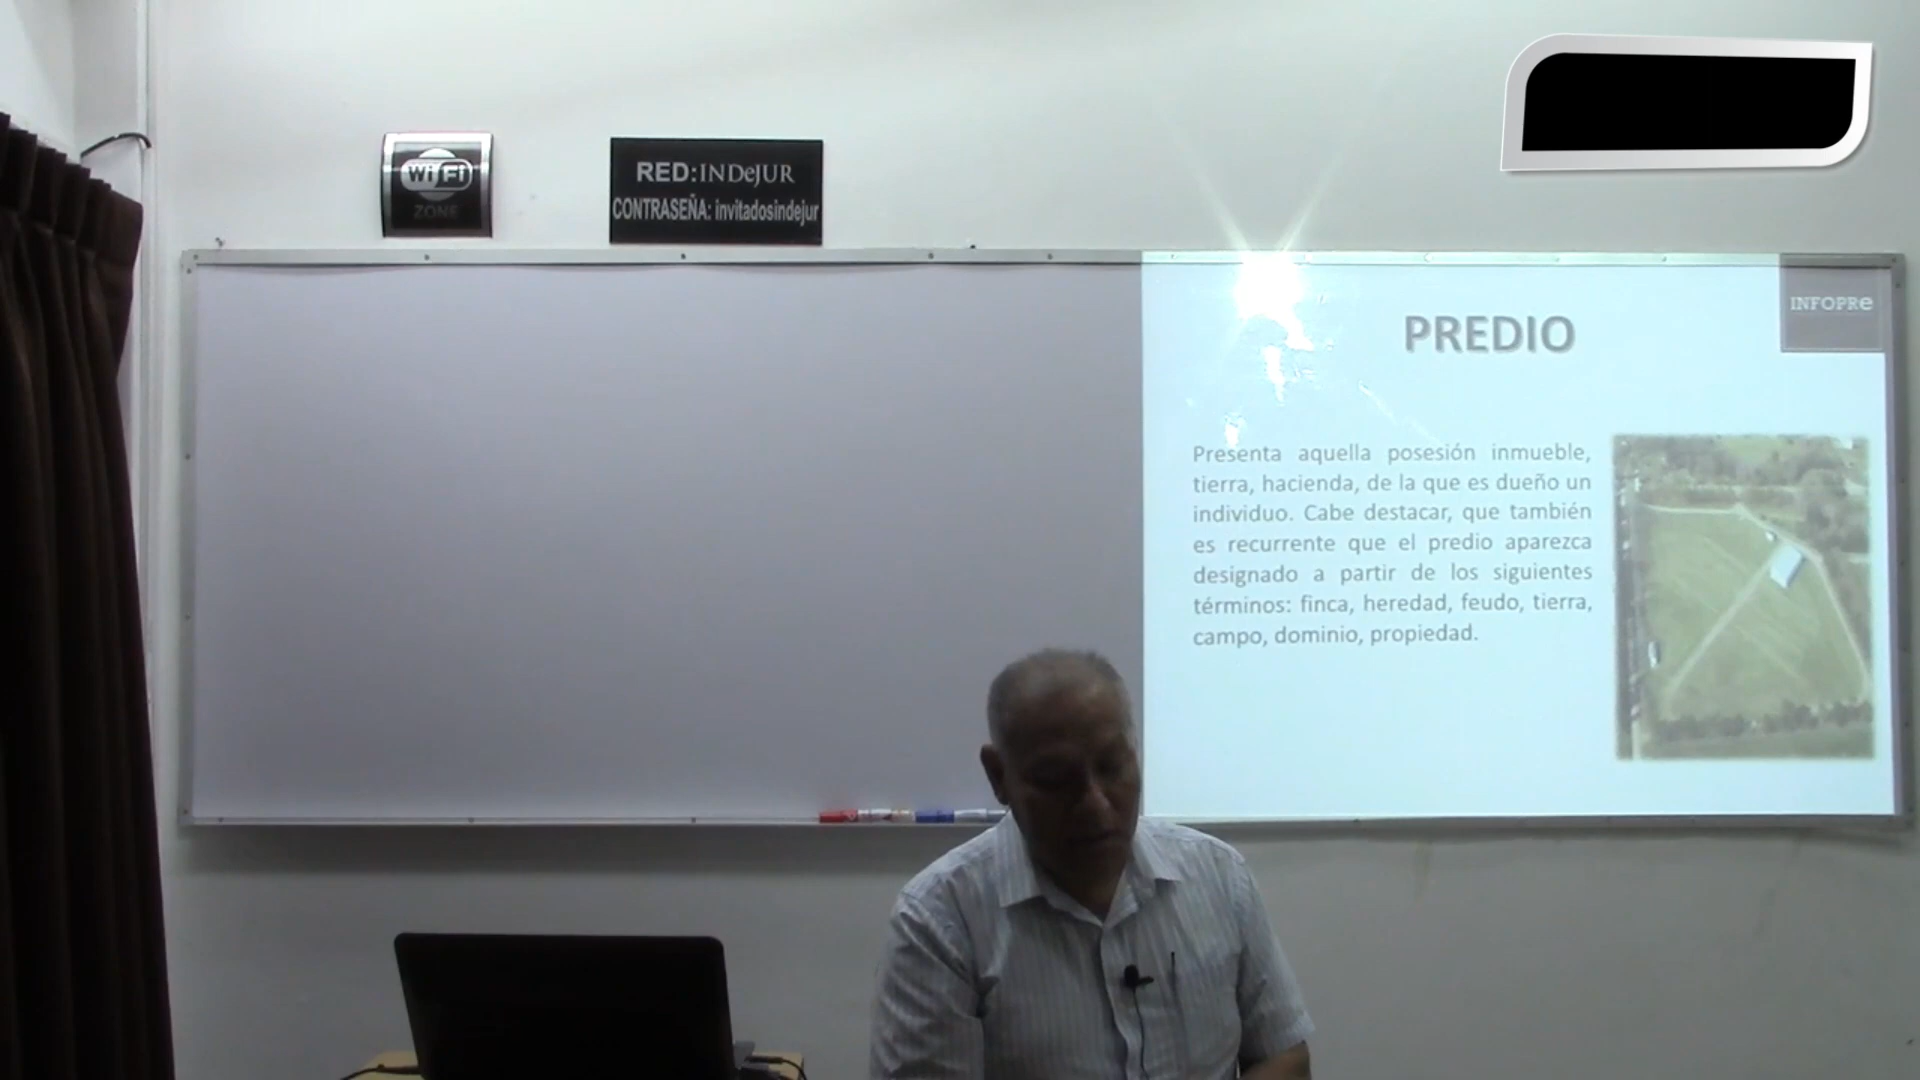 WiFi
ZONE
RED:INDeJUR
CONTRASEÑA: invitadosindejur
INFOPRe
PREDIO
Presenta aquella posesión inmueble,
tierra, hacienda, de la que es dueño un
individuo. Cabe destacar, que también
es recurrente que el predio aparezca
designado a partir de los siguientes
términos: finca, heredad, feudo, tierra,
campo, dominio, propiedad.